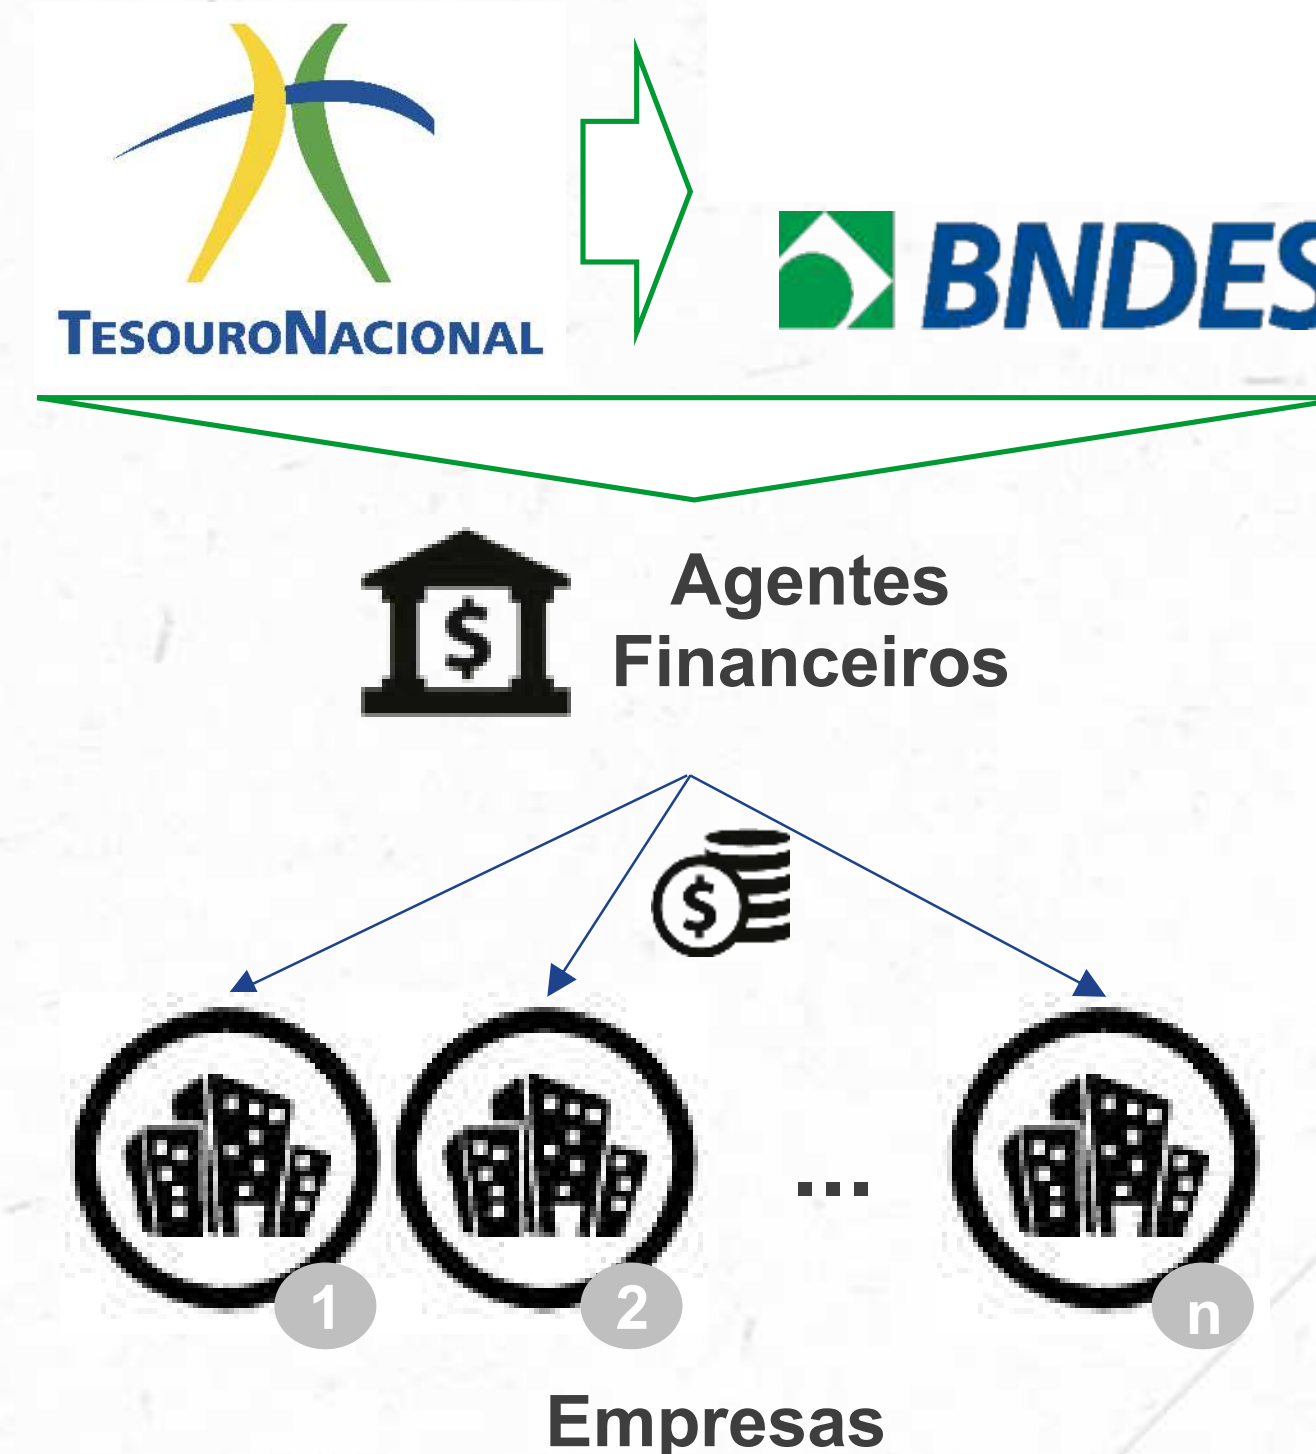 TESOURONACIONAL
BNDES
Agentes
Financeiros
$
$
...
1
2
n
Empresas